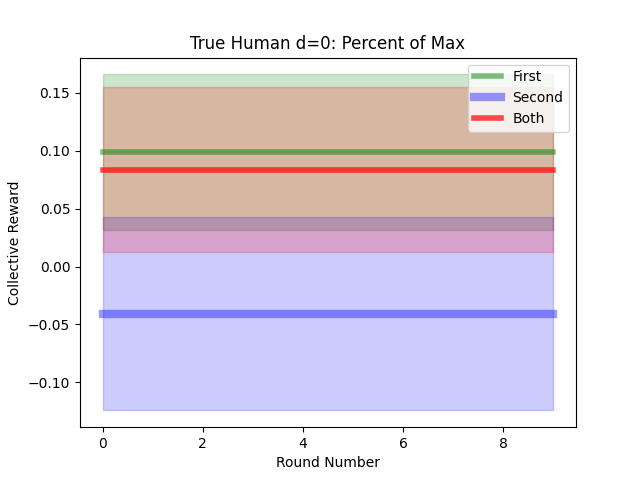 True Human d=0: Percent of Max
First
Second
Both
Collective Reward
0.15
0.10
0.05
0.00
−0.05
−0.10
0 2 4 6 8
Round Number